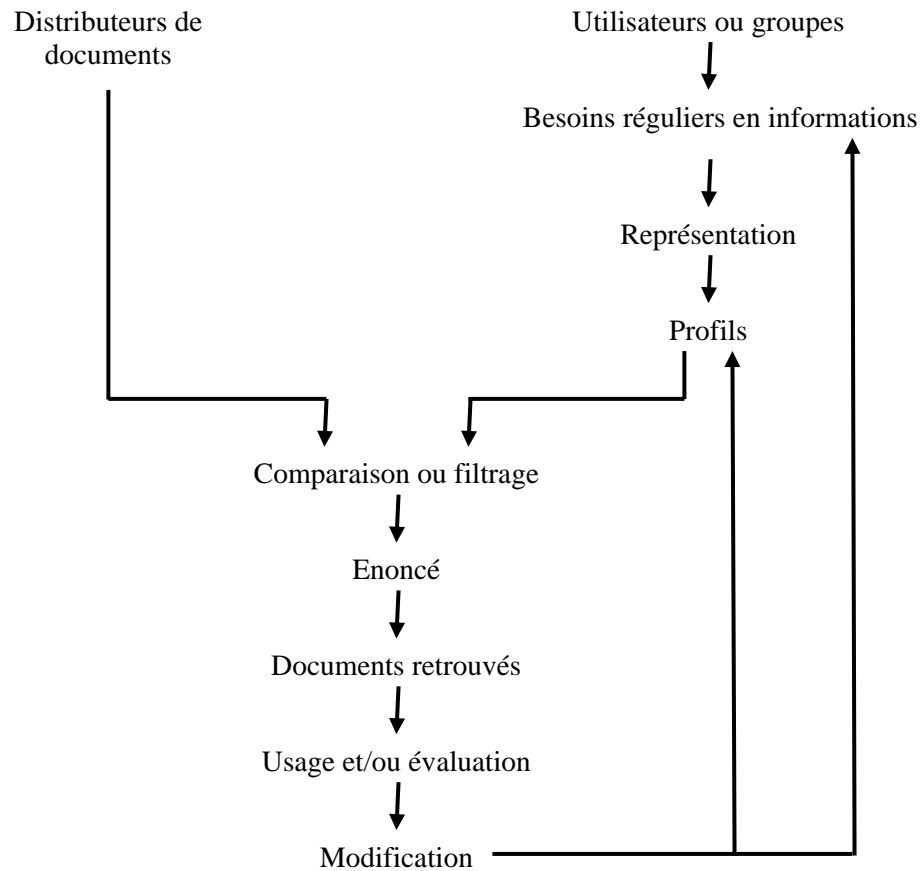 Distributeurs de
documents
Utilisateurs ou groupes
Besoins réguliers en informations
Représentation
Profils
Comparaison ou filtrage
Enoncé
Documents retrouvés
Usage et/ou évaluation
Modification